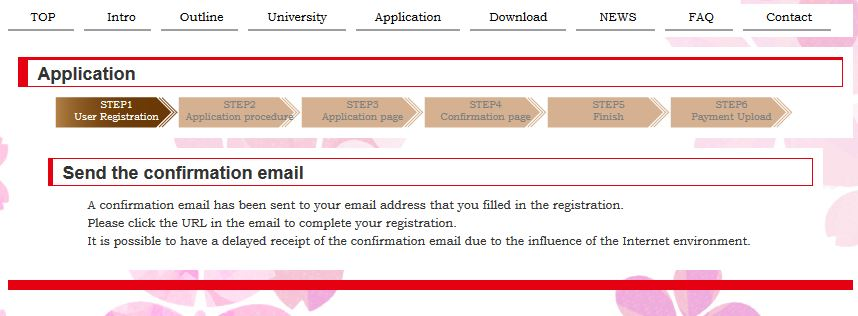 TOP Intro Outline University Application Download NEWS FAQ Contact
Application
STEP1 STEP2 STEP3 STEP4 STEP5 STEP6
User Registration Application procedure Application page Confirmation page Finish Payment Upload
Send the confirmation email
A confirmation email has been sent to your email address that you filled in the registration.
Please click the URL in the email to complete your registration.
It is possible to have a delayed receipt of the confirmation email due to the influence of the Internet environment.